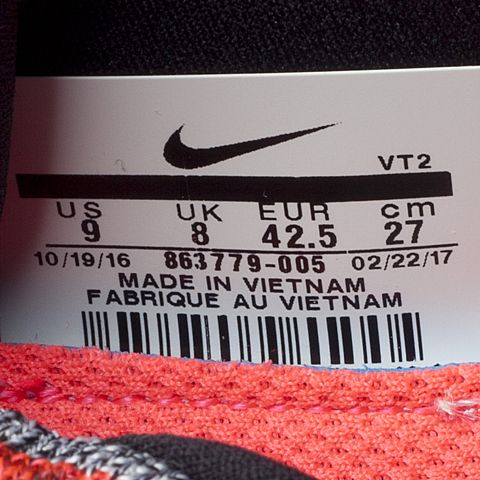 VT2
US UK EUR cm
9 8 42.5 27
10/19/16 863779-005 02/22/17
MADE IN VIETNAM
FABRIQUE AU VIETNAM